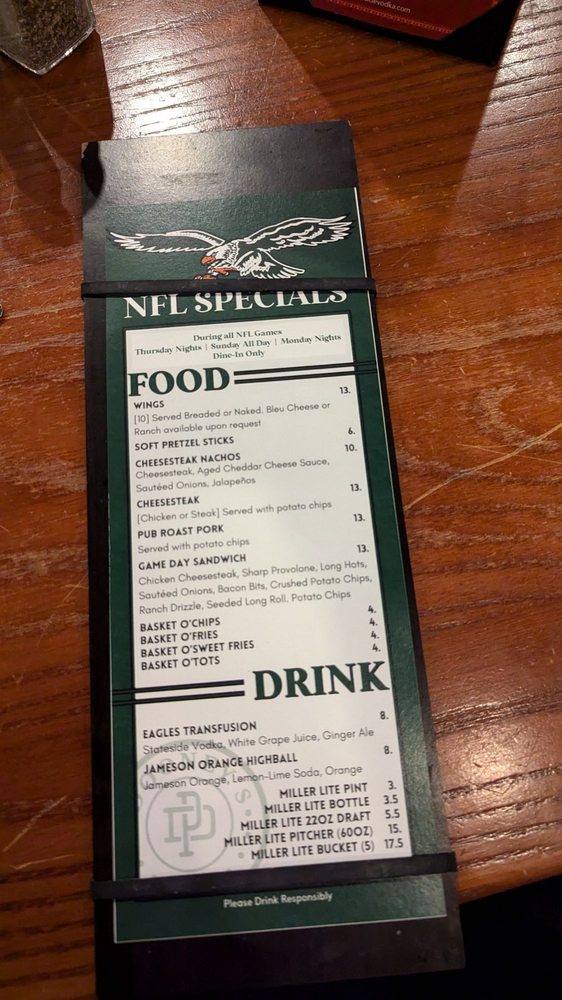 vodka.com
NFL SPECIALS
During all NFL Games
Thursday Nights | Sunday All Day | Monday Nights
Dine-In Only
FOOD
WINGS 13.
[10] Served Breaded or Naked. Bleu Cheese or
Ranch available upon request
SOFT PRETZEL STICKS 6.
CHEESESTEAK NACHOS 10.
Cheesesteak, Aged Cheddar Cheese Sauce,
Sautéed Onions, Jalapeños
CHEESESTEAK 13.
[Chicken or Steak] Served with potato chips
PUB ROAST PORK 13.
Served with potato chips
GAME DAY SANDWICH 13.
Chicken Cheesesteak, Sharp Provolone, Long Hots,
Sautéed Onions, Bacon Bits, Crushed Potato Chips,
Ranch Drizzle, Seeded Long Roll. Potato Chips
BASKET O'CHIPS 4.
BASKET O'FRIES 4.
BASKET O'SWEET FRIES 4.
BASKET O'TOTS 4.
DRINK
EAGLES TRANSFUSION 8.
Stateside Vodka, White Grape Juice, Ginger Ale
JAMESON ORANGE HIGHBALL 8.
Jameson Orange, Lemon-Lime Soda, Orange
MILLER LITE PINT 3.
MILLER LITE BOTTLE 3.5
MILLER LITE 22OZ DRAFT 5.5
MILLER LITE PITCHER (60OZ) 15.
MILLER LITE BUCKET (5) 17.5
Please Drink Responsibly